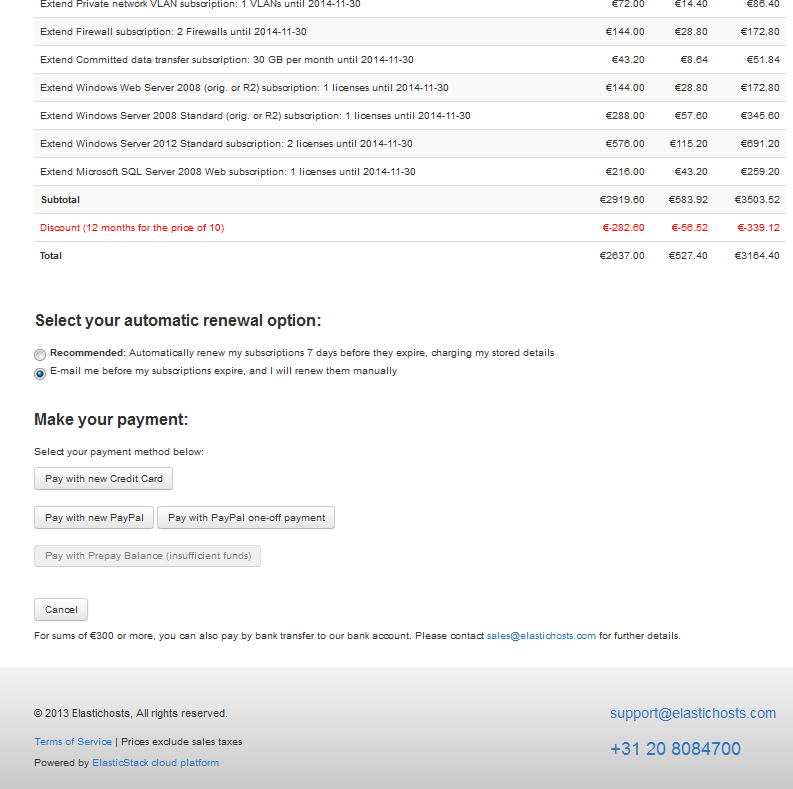 Extend Private network VLAN subscription: 1 VLANs until 2014-11-30 €72.00 €14.40 €86.40
Extend Firewall subscription: 2 Firewalls until 2014-11-30 €144.00 €28.80 €172.80
Extend Committed data transfer subscription: 30 GB per month until 2014-11-30 €43.20 €8.64 €51.84
Extend Windows Web Server 2008 (orig. or R2) subscription: 1 licenses until 2014-11-30 €144.00 €28.80 €172.80
Extend Windows Server 2008 Standard (orig. or R2) subscription: 1 licenses until 2014-11-30 €288.00 €57.60 €345.60
Extend Windows Server 2012 Standard subscription: 2 licenses until 2014-11-30 €576.00 €115.20 €691.20
Extend Microsoft SQL Server 2008 Web subscription: 1 licenses until 2014-11-30 €216.00 €43.20 €259.20
Subtotal €2919.60 €583.92 €3503.52
Discount (12 months for the price of 10) €-282.60 €-56.52 €-339.12
Total €2637.00 €527.40 €3164.40
Select your automatic renewal option:
Recommended: Automatically renew my subscriptions 7 days before they expire, charging my stored details
E-mail me before my subscriptions expire, and I will renew them manually
Make your payment:
Select your payment method below:
Pay with new Credit Card
Pay with new PayPal Pay with PayPal one-off payment
Pay with Prepay Balance (insufficient funds)
Cancel
For sums of €300 or more, you can also pay by bank transfer to our bank account. Please contact sales@elastichosts.com for further details.
© 2013 Elastichosts, All rights reserved. support@elastichosts.com
Terms of Service | Prices exclude sales taxes +31 20 8084700
Powered by ElasticStack cloud platform